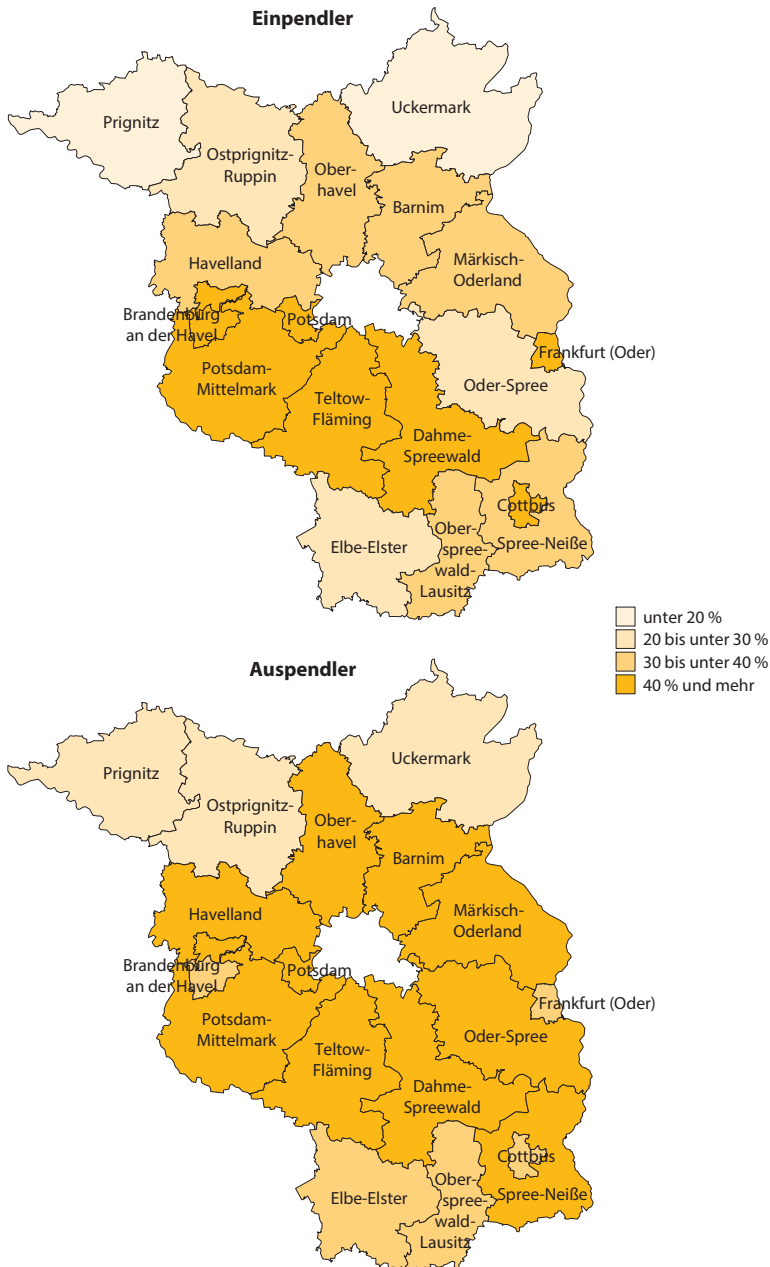 Einpendler
Uckermark
Prignitz
Ostprignitz-
Ruppin
Ober-
havel
Barnim
Havelland
Märkisch-
Oderland
Brandenburg
an der Havel
Potsdam
Frankfurt (Oder)
Potsdam-
Mittelmark
Oder-Spree
Teltow-
Fläming
Dahme-
Spreewald
Cottbus
Ober-
spree-
wald-
Lausitz
Elbe-Elster
Spree-Neiße
unter 20 %
20 bis unter 30 %
30 bis unter 40 %
40 % und mehr
Auspendler
Uckermark
Prignitz
Ostprignitz-
Ruppin
Ober-
havel
Barnim
Havelland
Märkisch-
Oderland
Brandenburg
an der Havel
Potsdam
Frankfurt (Oder)
Potsdam-
Mittelmark
Oder-Spree
Teltow-
Fläming
Dahme-
Spreewald
Cottbus
Ober-
spree-
wald-
Lausitz
Elbe-Elster
Spree-Neiße